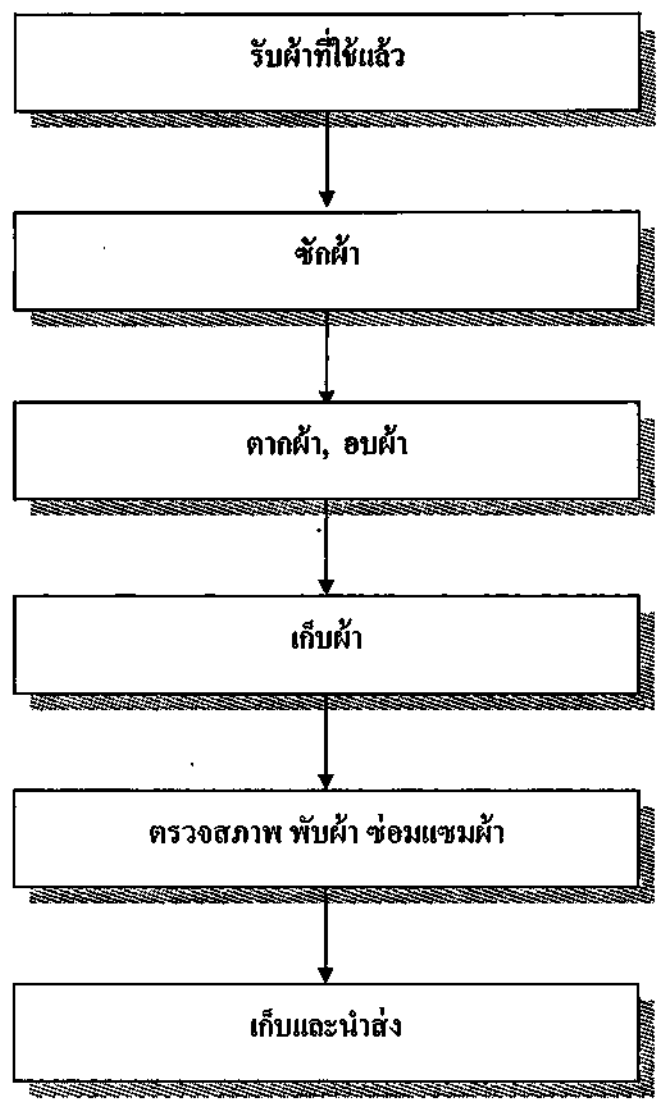 รับผ้าที่ใช้แล้ว
ซักผ้า
ตากผ้า, อบผ้า
เก็บผ้า
ตรวจสภาพ พับผ้า ซ่อมแซมผ้า
เก็บและนำส่ง